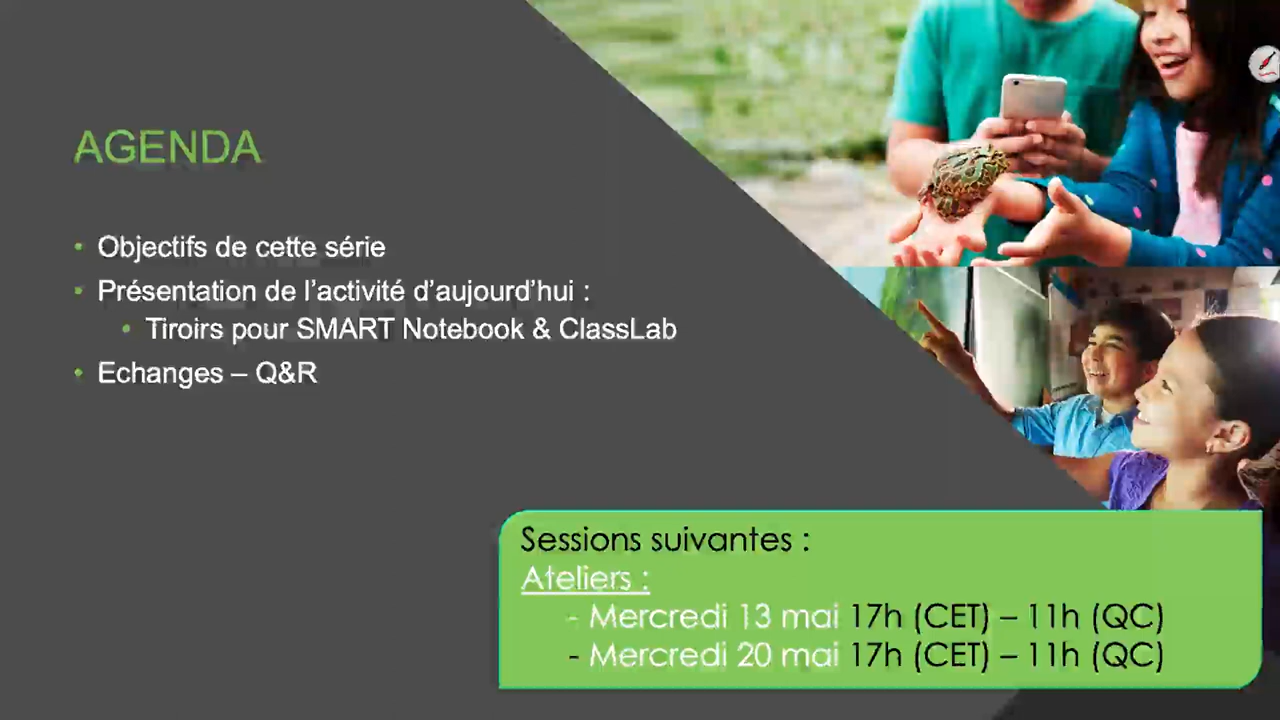 AGENDA
• Objectifs de cette série
• Présentation de l’activité d’aujourd’hui :
• Tiroirs pour SMART Notebook & ClassLab
• Echanges – Q&R
Sessions suivantes :
Ateliers :
- Mercredi 13 mai 17h (CET) – 11h (QC)
- Mercredi 20 mai 17h (CET) – 11h (QC)